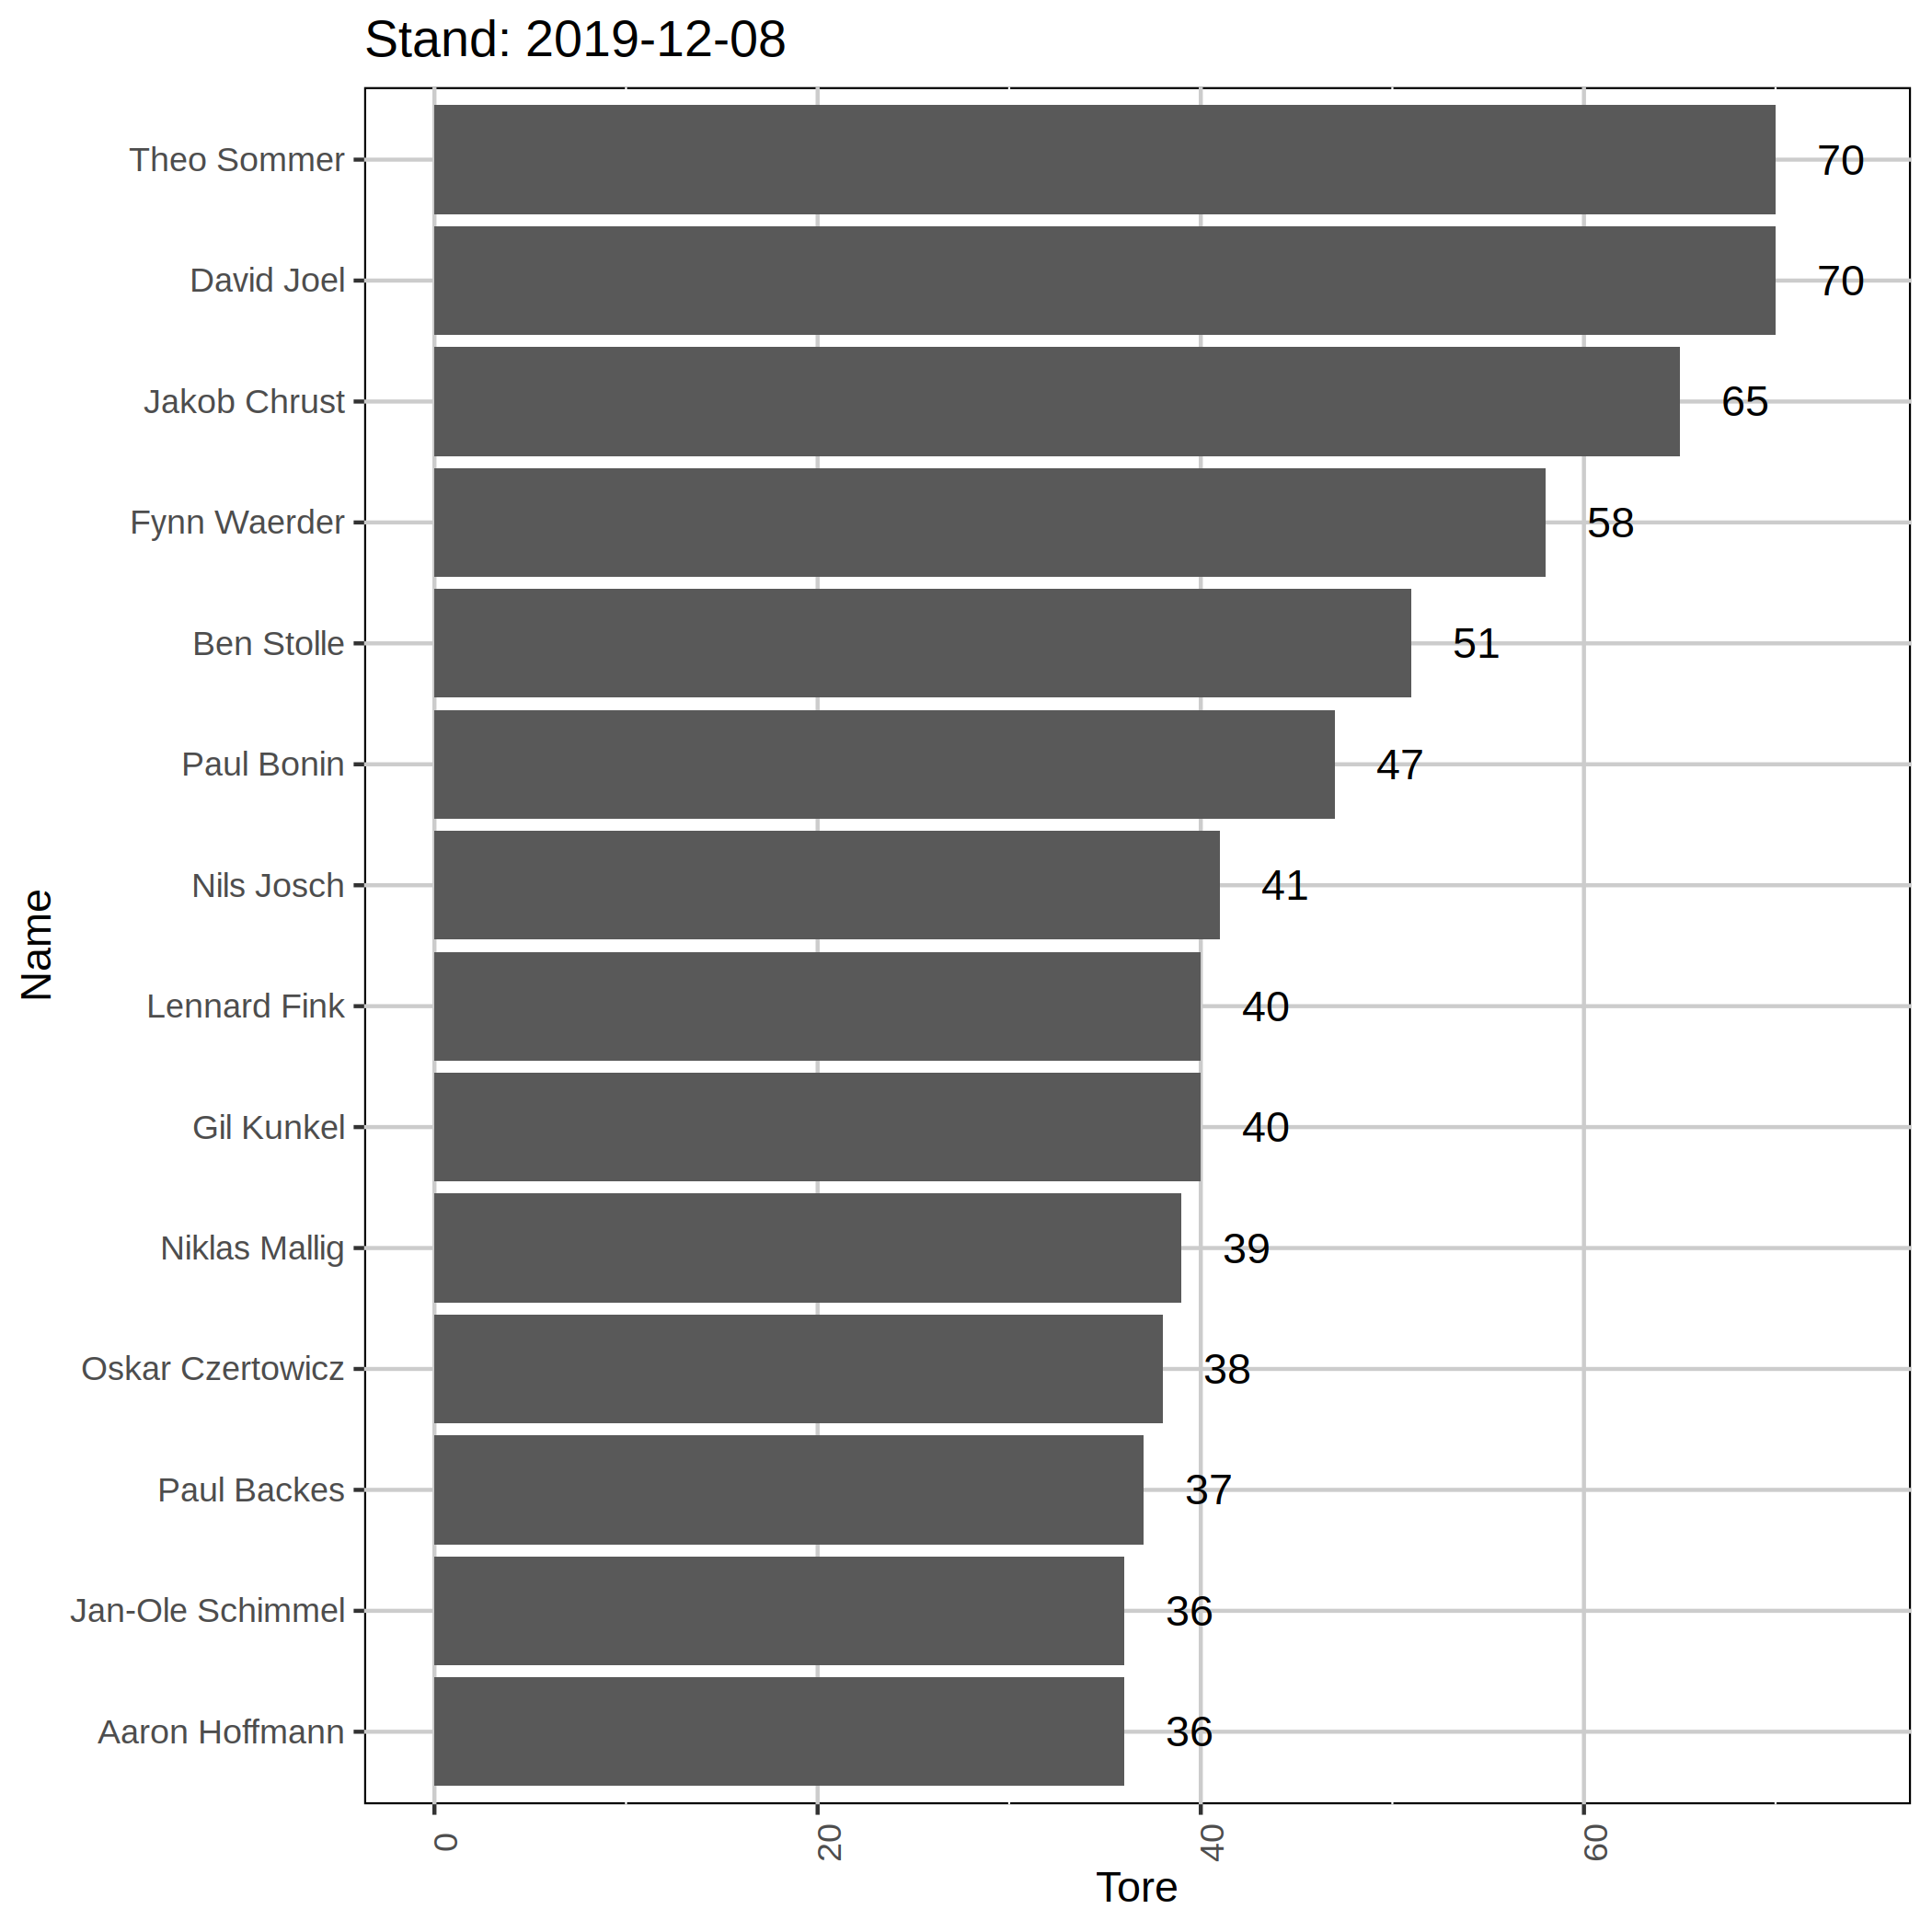 Stand: 2019-12-08
Theo Sommer 70
David Joel 70
Jakob Chrust 65
Fynn Waerder 58
Ben Stolle 51
Paul Bonin 47
Nils Josch 41
Lennard Fink 40
Gil Kunkel 40
Niklas Mallig 39
Oskar Czertowicz 38
Paul Backes 37
Jan-Ole Schimmel 36
Aaron Hoffmann 36
Name
0 20 40 60
Tore